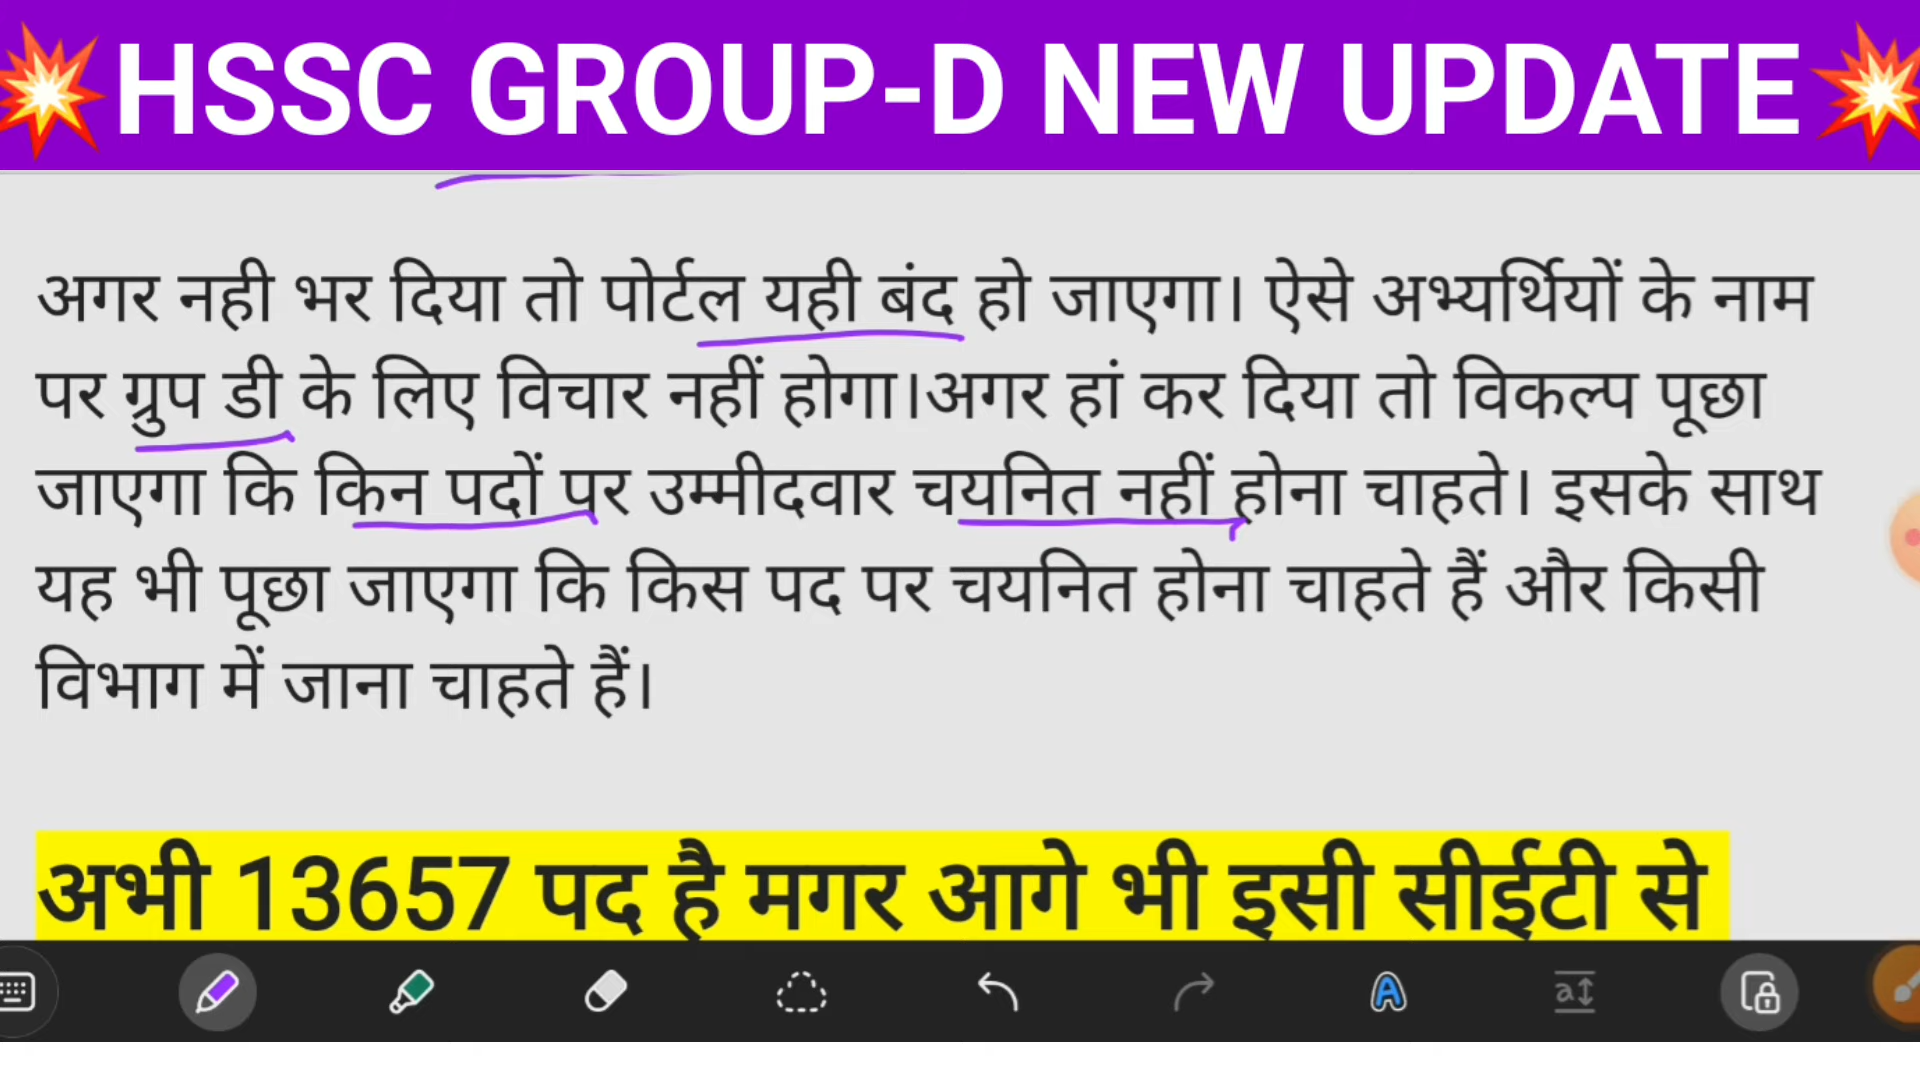 HSSC GROUP-D NEW UPDATE
अगर नही भर दिया तो पोर्टल यही बंद हो जाएगा। ऐसे अभ्यर्थियों के नाम
पर ग्रुप डी के लिए विचार नहीं होगा।अगर हां कर दिया तो विकल्प पूछा
जाएगा कि किन पदों पर उम्मीदवार चयनित नहीं होना चाहते। इसके साथ
यह भी पूछा जाएगा कि किस पद पर चयनित होना चाहते हैं और किसी
विभाग में जाना चाहते हैं।
अभी 13657 पद है मगर आगे भी इसी सीईटी से
A a